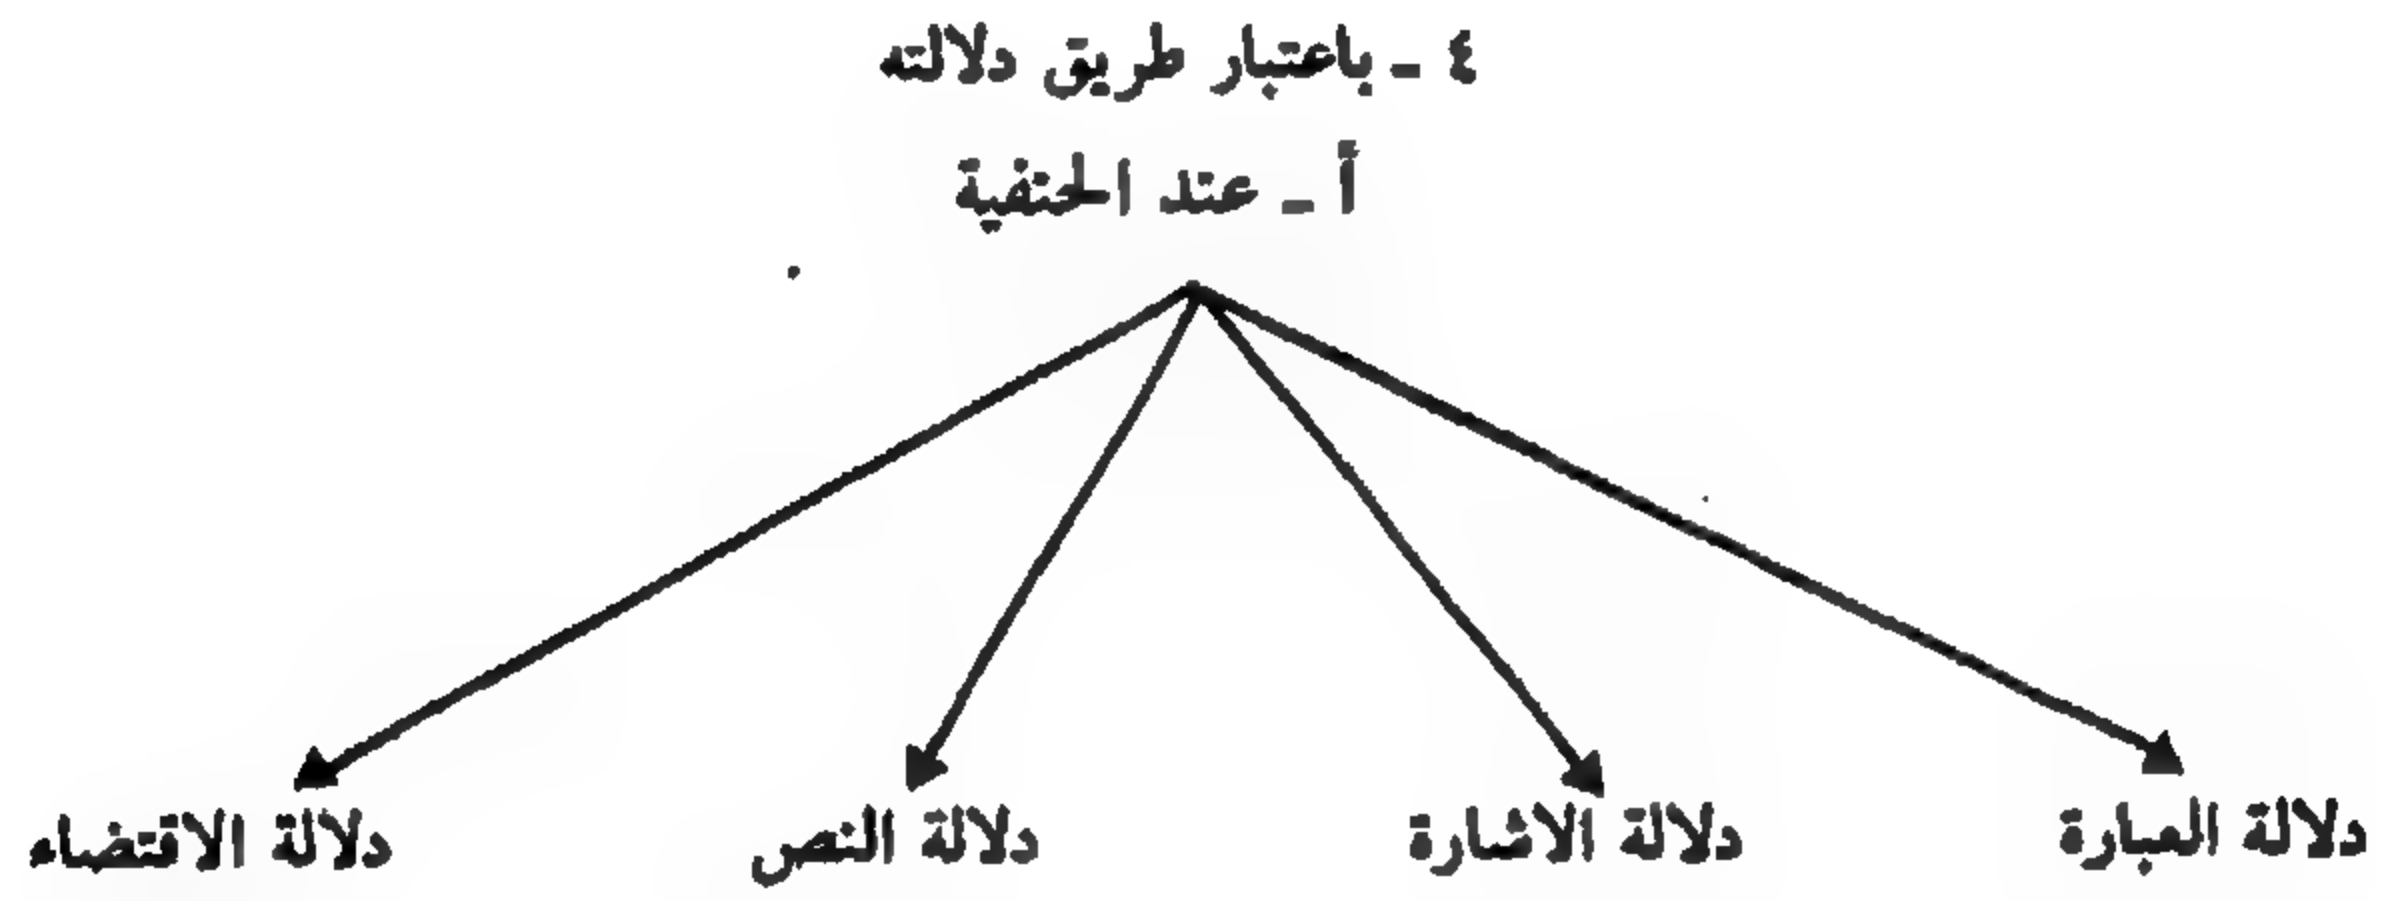 ٤ ـ باعتبار طريق دلالته
أ ـ عند الحنفية
دلالة العبارة دلالة الاشارة دلالة النص دلالة الاقتضاء